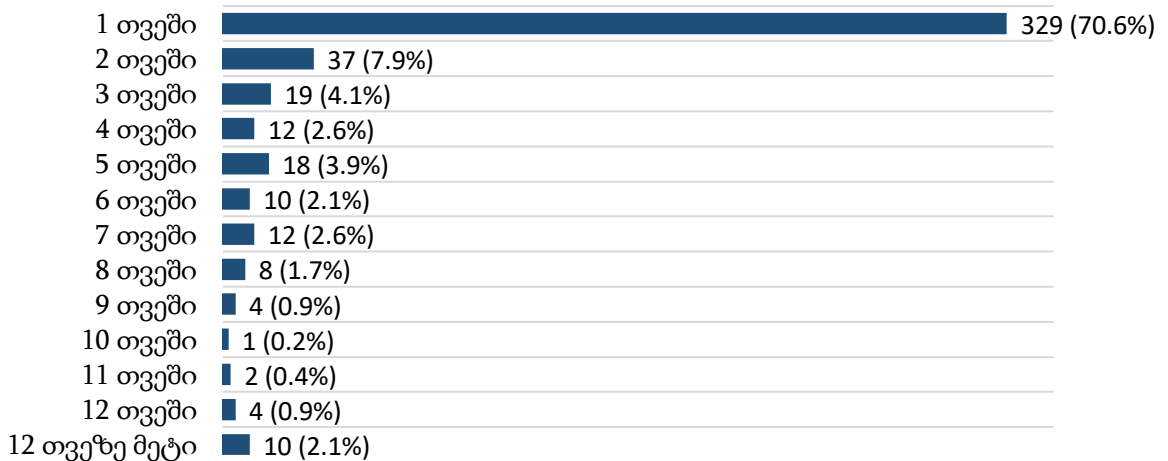 1 თვეში 329 (70.6%)
2 თვეში 37 (7.9%)
3 თვეში 19 (4.1%)
4 თვეში 12 (2.6%)
5 თვეში 18 (3.9%)
6 თვეში 10 (2.1%)
7 თვეში 12 (2.6%)
8 თვეში 8 (1.7%)
9 თვეში 4 (0.9%)
10 თვეში 1 (0.2%)
11 თვეში 2 (0.4%)
12 თვეში 4 (0.9%)
12 თვეზე მეტი 10 (2.1%)